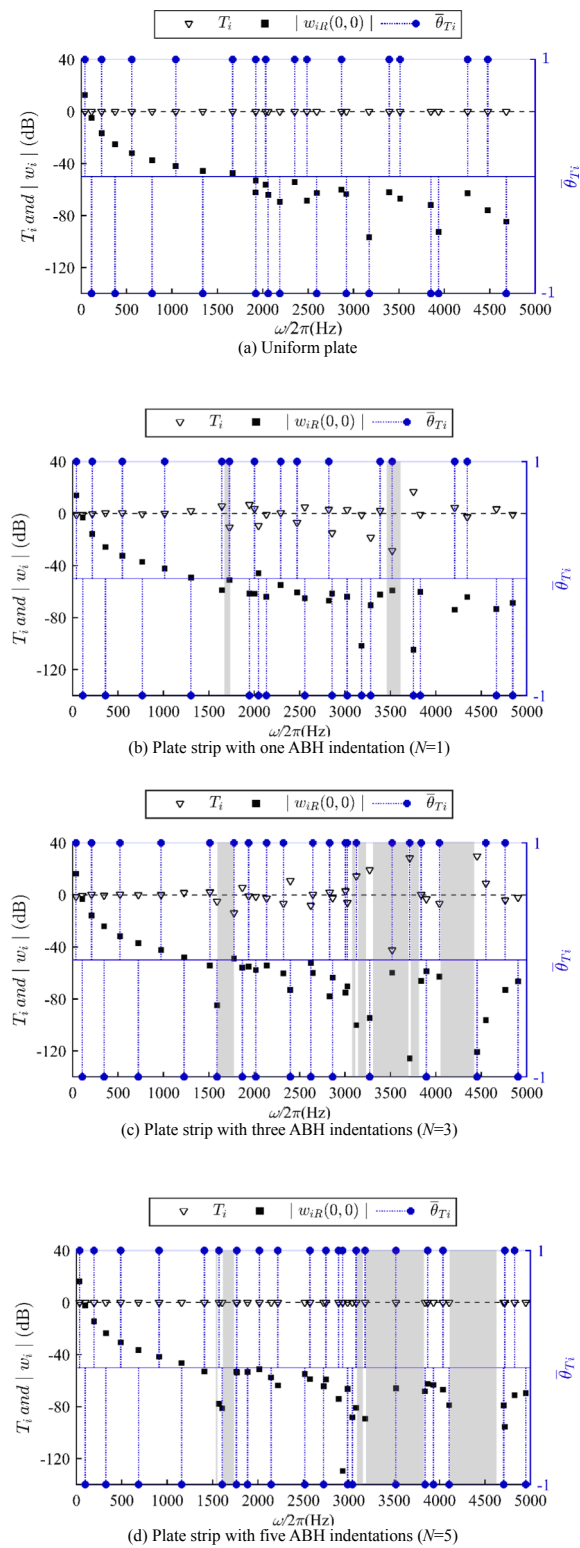 T_i | w_iR(0,0) | θ̅_Ti
40 1
0
-40
-80
-120
-1
T_i and | w_i | (dB)
θ̅_Ti
0 500 1000 1500 2000 2500 3000 3500 4000 4500 5000
ω/2π(Hz)
(a) Uniform plate
T_i | w_iR(0,0) | θ̅_Ti
40 1
0
-40
-80
-120
-1
T_i and | w_i | (dB)
θ̅_Ti
0 500 1000 1500 2000 2500 3000 3500 4000 4500 5000
ω/2π(Hz)
(b) Plate strip with one ABH indentation (N=1)
T_i | w_iR(0,0) | θ̅_Ti
40 1
0
-40
-80
-120
-1
T_i and | w_i | (dB)
θ̅_Ti
0 500 1000 1500 2000 2500 3000 3500 4000 4500 5000
ω/2π(Hz)
(c) Plate strip with three ABH indentations (N=3)
T_i | w_iR(0,0) | θ̅_Ti
40 1
0
-40
-80
-120
-1
T_i and | w_i | (dB)
θ̅_Ti
0 500 1000 1500 2000 2500 3000 3500 4000 4500 5000
ω/2π(Hz)
(d) Plate strip with five ABH indentations (N=5)